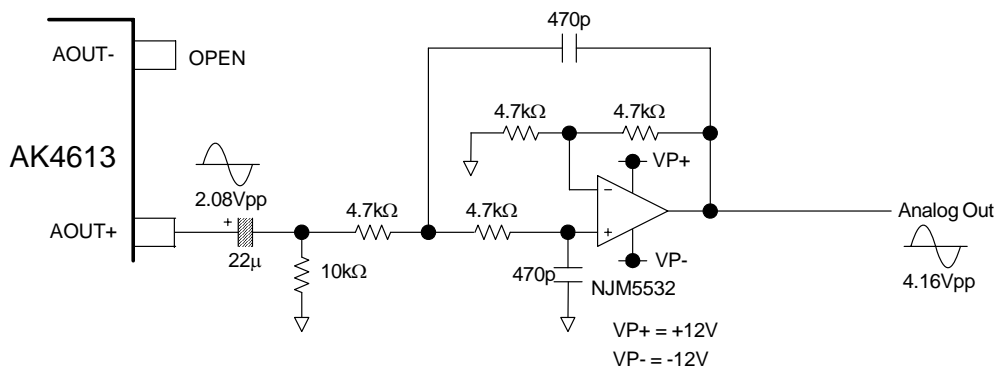 470p
AOUT-
OPEN
4.7kΩ
4.7kΩ
AK4613
VP+
2.08Vpp
−
AOUT+
+
4.7kΩ
4.7kΩ
+
Analog Out
22μ
10kΩ
470p
VP-
NJM5532
4.16Vpp
VP+ = +12V
VP- = -12V